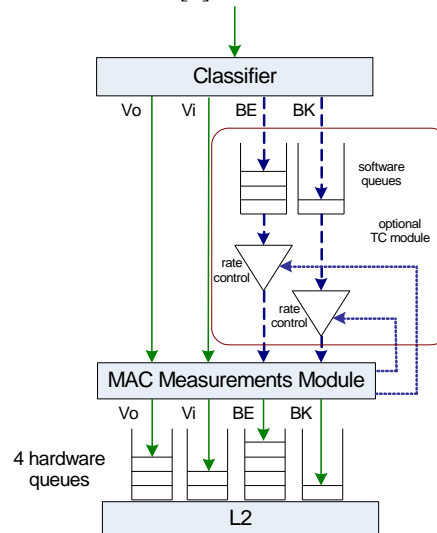 Classifier
Vo Vi BE BK
software
queues
optional
TC module
rate
control
rate
control
MAC Measurements Module
Vo Vi BE BK
4 hardware
queues
L2